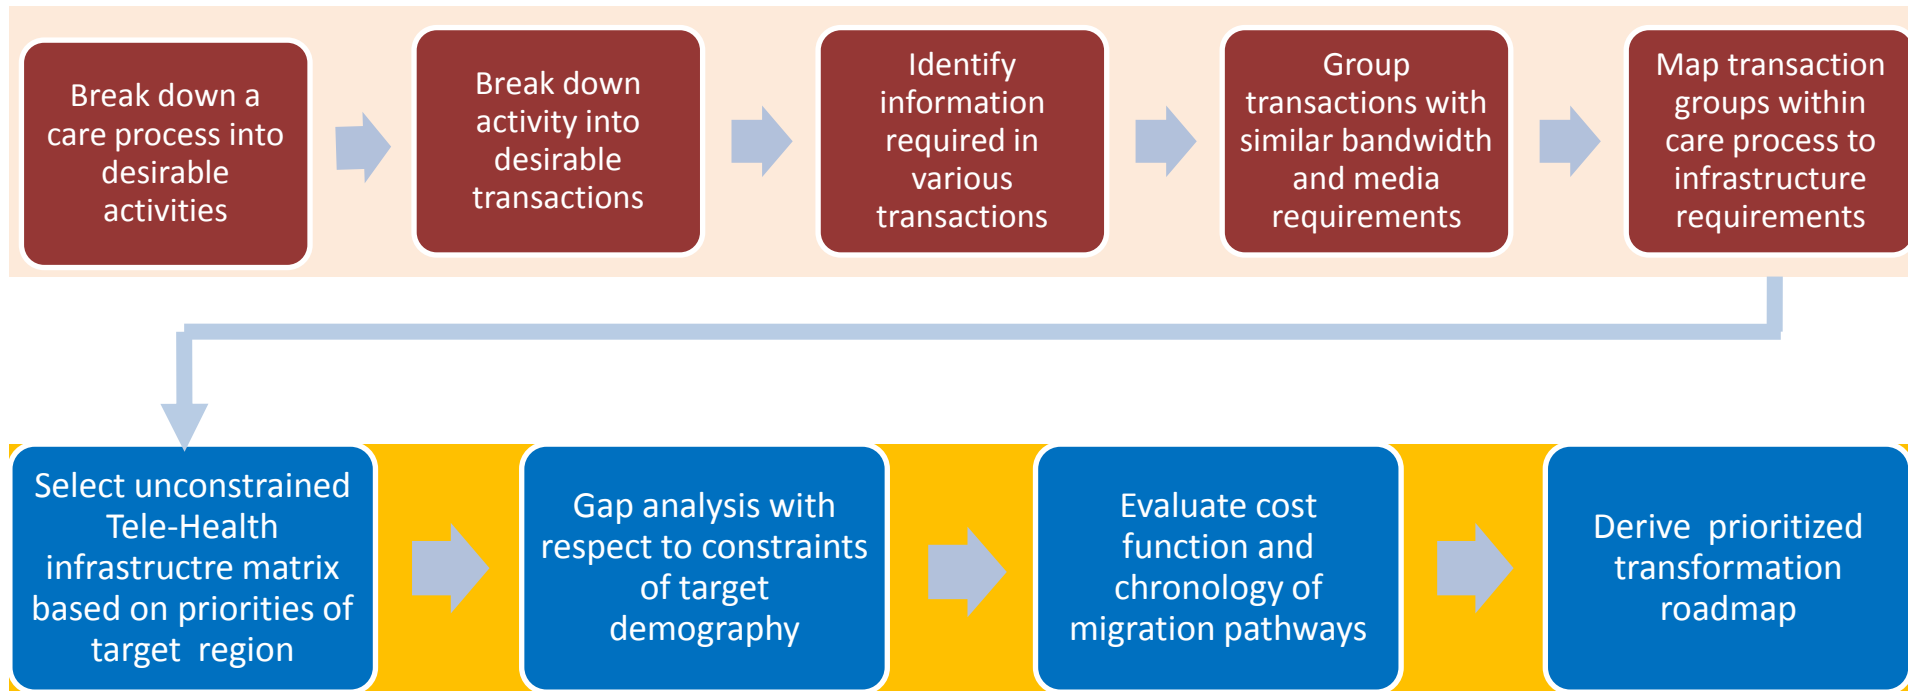 Break down a
care process into
desirable
activities
Break down
activity into
desirable
transactions
Identify
information
required in
various
transactions
Group
transactions with
similar bandwidth
and media
requirements
Map transaction
groups within
care process to
infrastructure
requirements
Select unconstrained
Tele-Health
infrastructre matrix
based on priorities of
target region
Gap analysis with
respect to constraints
of target
demography
Evaluate cost
function and
chronology of
migration pathways
Derive prioritized
transformation
roadmap